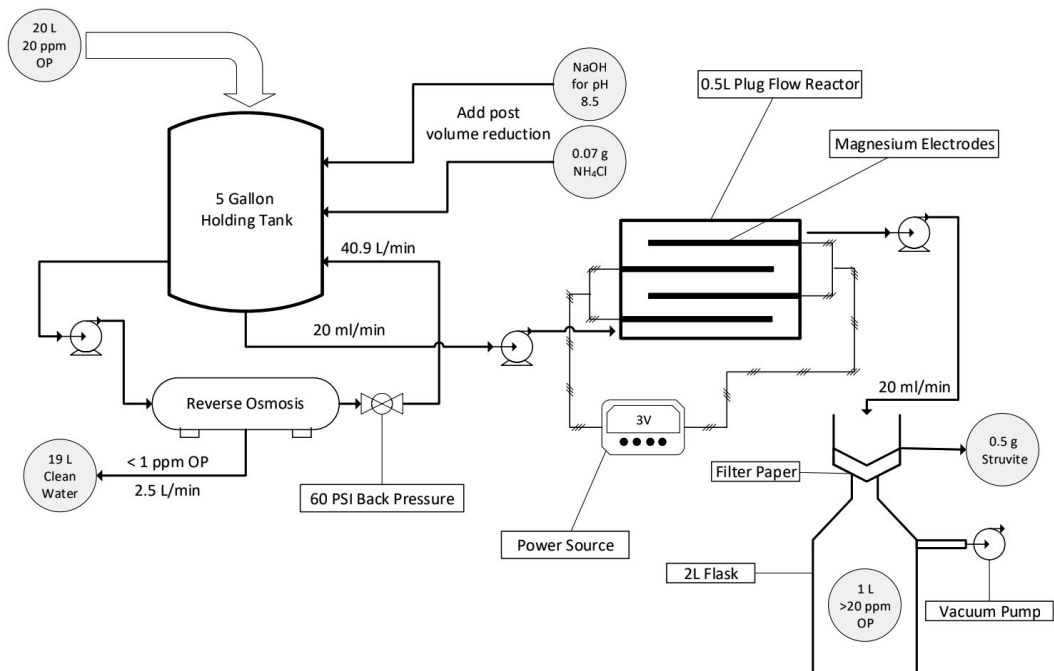 20 L
20 ppm
OP
NaOH
for pH
8.5
Add post
volume reduction
0.07 g
NH₄Cl
5 Gallon
Holding Tank
40.9 L/min
20 ml/min
Reverse Osmosis
< 1 ppm OP
2.5 L/min
19 L
Clean
Water
60 PSI Back Pressure
0.5L Plug Flow Reactor
Magnesium Electrodes
3V
Power Source
20 ml/min
Filter Paper
0.5 g
Struvite
2L Flask
1 L
>20 ppm
OP
Vacuum Pump